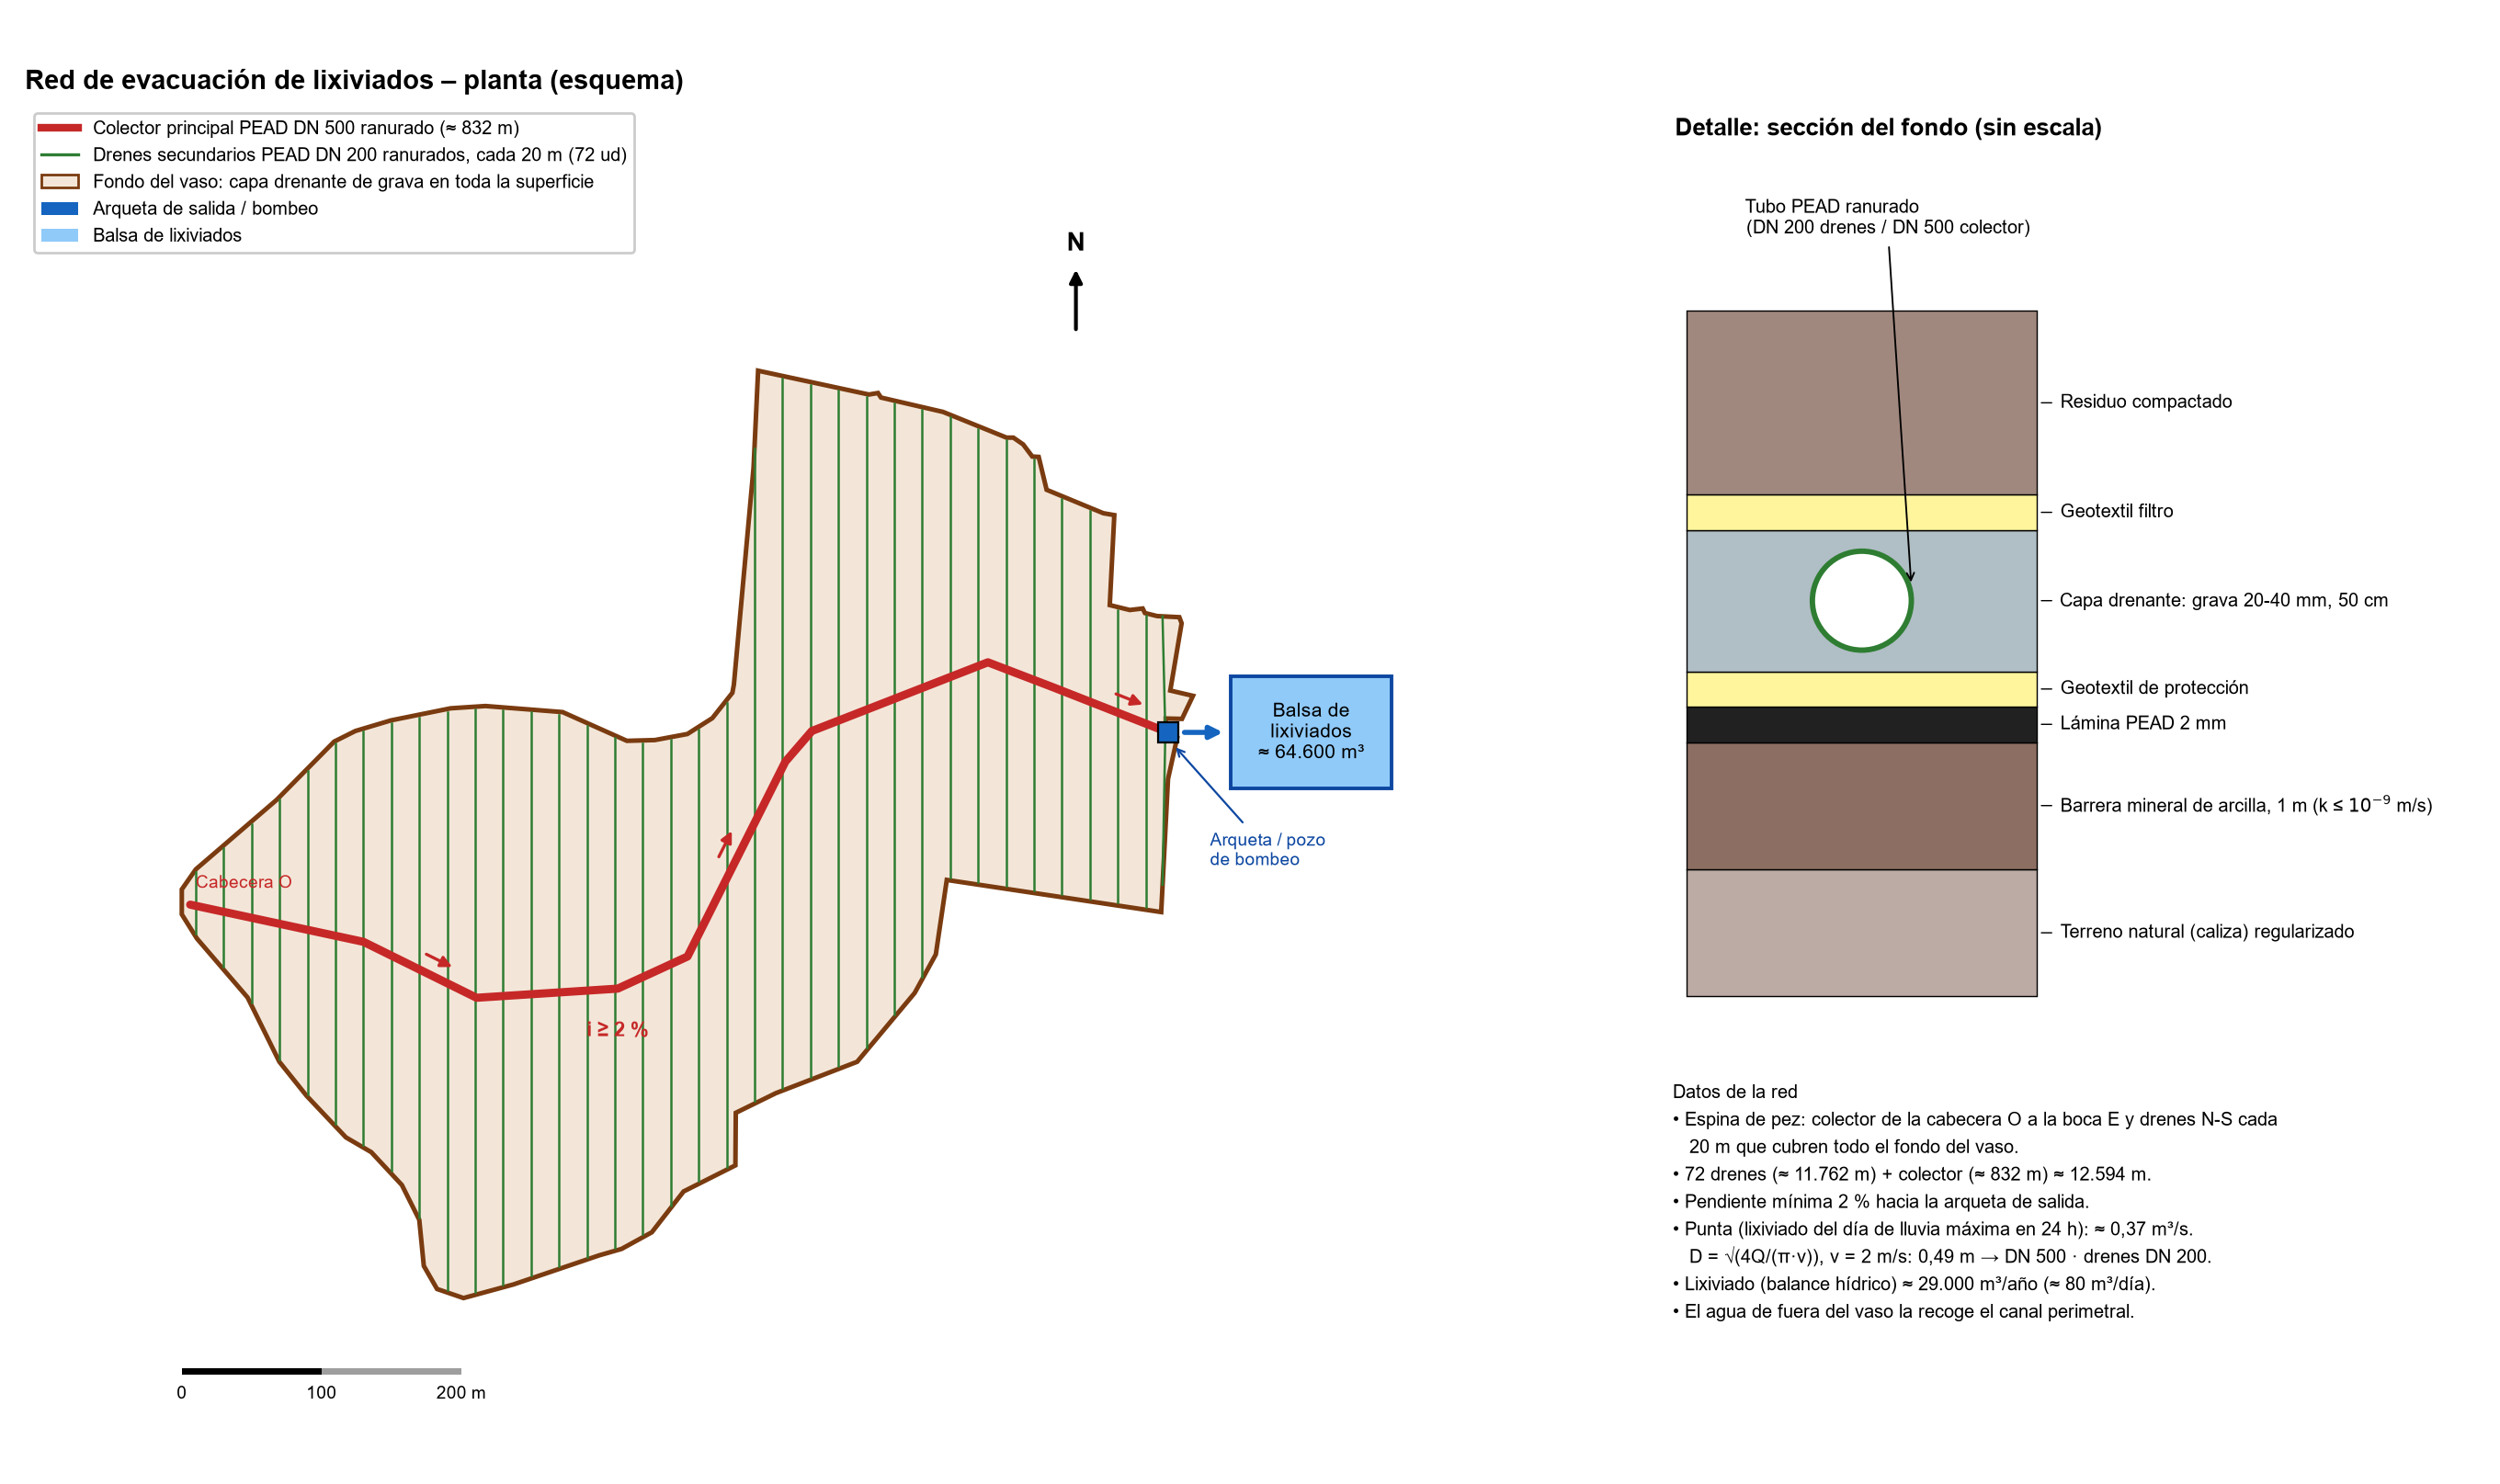 Red de evacuación de lixiviados – planta (esquema)
Colector principal PEAD DN 500 ranurado (≈ 832 m)
Drenes secundarios PEAD DN 200 ranurados, cada 20 m (72 ud)
Fondo del vaso: capa drenante de grava en toda la superficie
Arqueta de salida / bombeo
Balsa de lixiviados
N
Balsa de
lixiviados
≈ 64.600 m³
Arqueta / pozo
de bombeo
Cabecera O
i ≥ 2 %
0
100
200 m
Detalle: sección del fondo (sin escala)
Tubo PEAD ranurado
(DN 200 drenes / DN 500 colector)
Residuo compactado
Geotextil filtro
Capa drenante: grava 20-40 mm, 50 cm
Geotextil de protección
Lámina PEAD 2 mm
Barrera mineral de arcilla, 1 m (k ≤ 10⁻⁹ m/s)
Terreno natural (caliza) regularizado
Datos de la red
• Espina de pez: colector de la cabecera O a la boca E y drenes N-S cada
20 m que cubren todo el fondo del vaso.
• 72 drenes (≈ 11.762 m) + colector (≈ 832 m) ≈ 12.594 m.
• Pendiente mínima 2 % hacia la arqueta de salida.
• Punta (lixiviado del día de lluvia máxima en 24 h): ≈ 0,37 m³/s.
D = √(4Q/(π·v)), v = 2 m/s: 0,49 m → DN 500 · drenes DN 200.
• Lixiviado (balance hídrico) ≈ 29.000 m³/año (≈ 80 m³/día).
• El agua de fuera del vaso la recoge el canal perimetral.